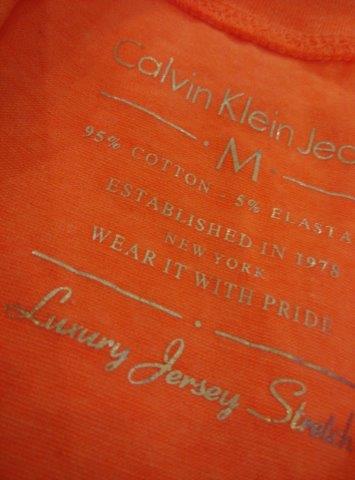 Calvin Klein Jea
M
95% COTTON - 5% ELASTA
ESTABLISHED IN 1978
NEW YORK
WEAR IT WITH PRIDE
Luxury Jersey Stretch